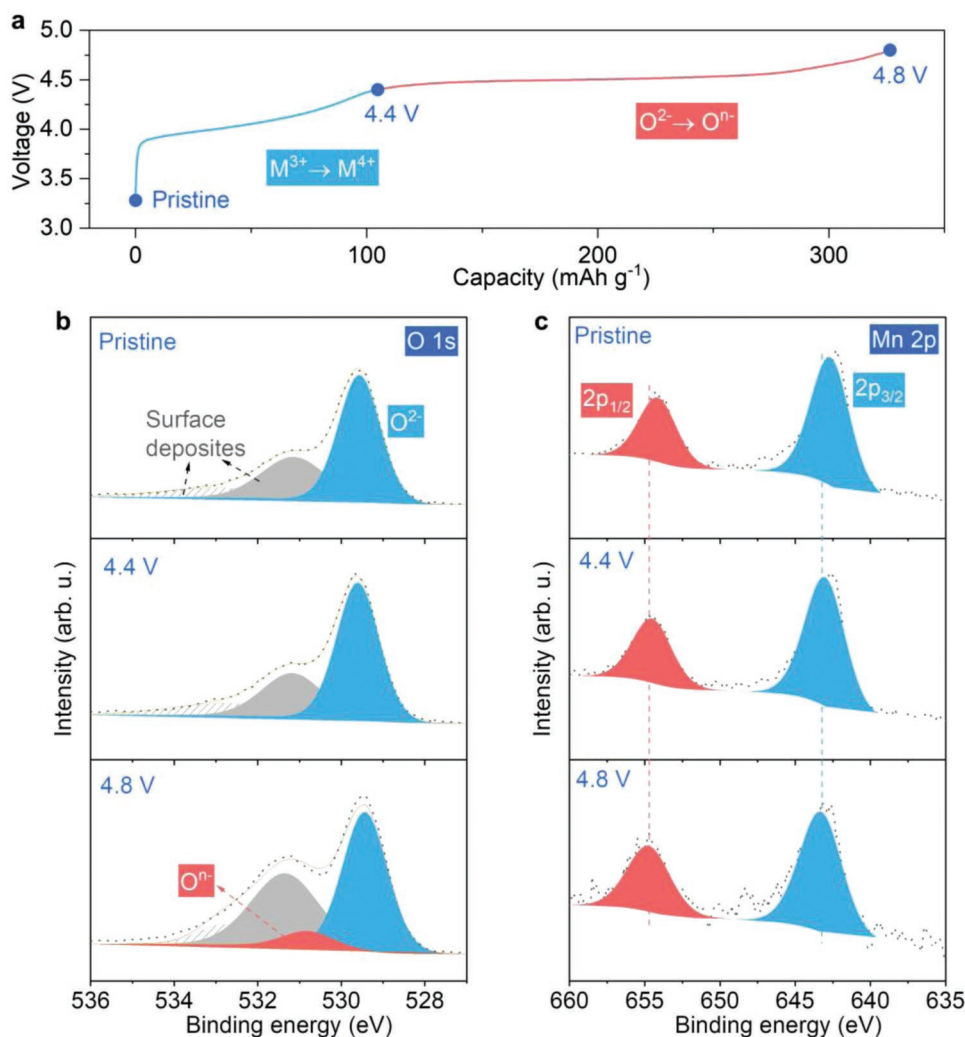 a
5.0
4.5
4.0
3.5
3.0
Voltage (V)
Pristine
4.4 V
4.8 V
M³⁺→ M⁴⁺
O²⁻→ Oⁿ⁻
0
100
200
300
Capacity (mAh g⁻¹)
b
Pristine
O 1s
Surface
deposites
O²⁻
4.4 V
4.8 V
Oⁿ⁻
Intensity (arb. u.)
536
534
532
530
528
Binding energy (eV)
c
Pristine
Mn 2p
2p₁/₂
2p₃/₂
4.4 V
4.8 V
Intensity (arb. u.)
660
655
650
645
640
635
Binding energy (eV)